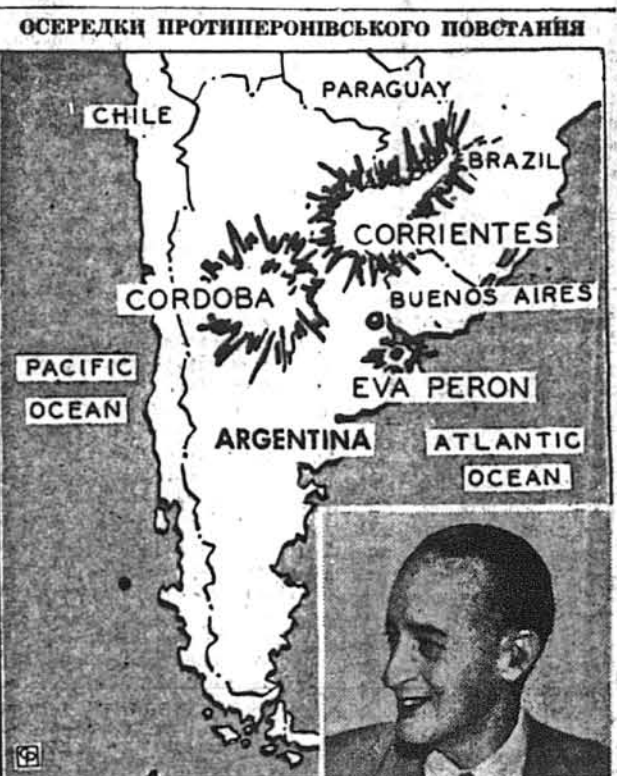 ОСЕРЕДКИ ПРОТИПЕРОНІВСЬКОГО ПОВСТАННЯ
PARAGUAY
CHILE
BRAZIL
CORRIENTES
CORDOBA
BUENOS AIRES
PACIFIC
OCEAN
EVA PERON
ARGENTINA
ATLANTIC
OCEAN